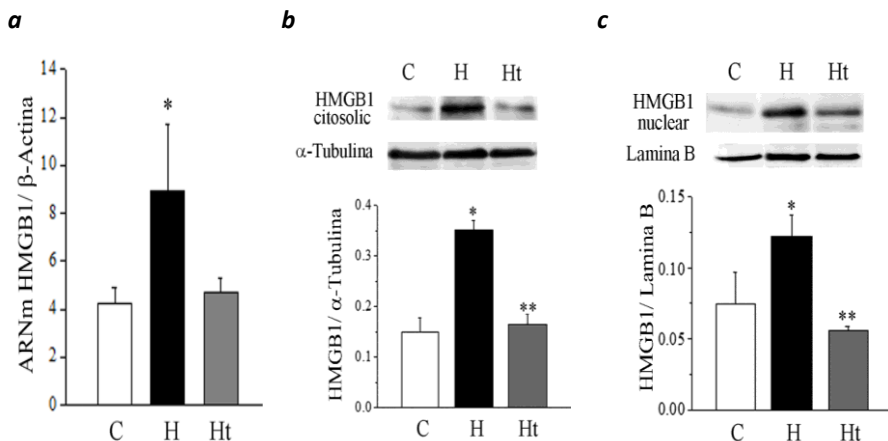 a
b
c
ARNm HMGB1/ β-Actina
14
12
10
8
6
4
2
0
*
C H Ht
C H Ht
HMGB1
citosolic
α-Tubulina
HMGB1/ α-Tubulina
0.4
0.3
0.2
0.1
0.0
*
**
C H Ht
C H Ht
HMGB1
nuclear
Lamina B
HMGB1/ Lamina B
0.15
0.10
0.05
0.00
*
**
C H Ht